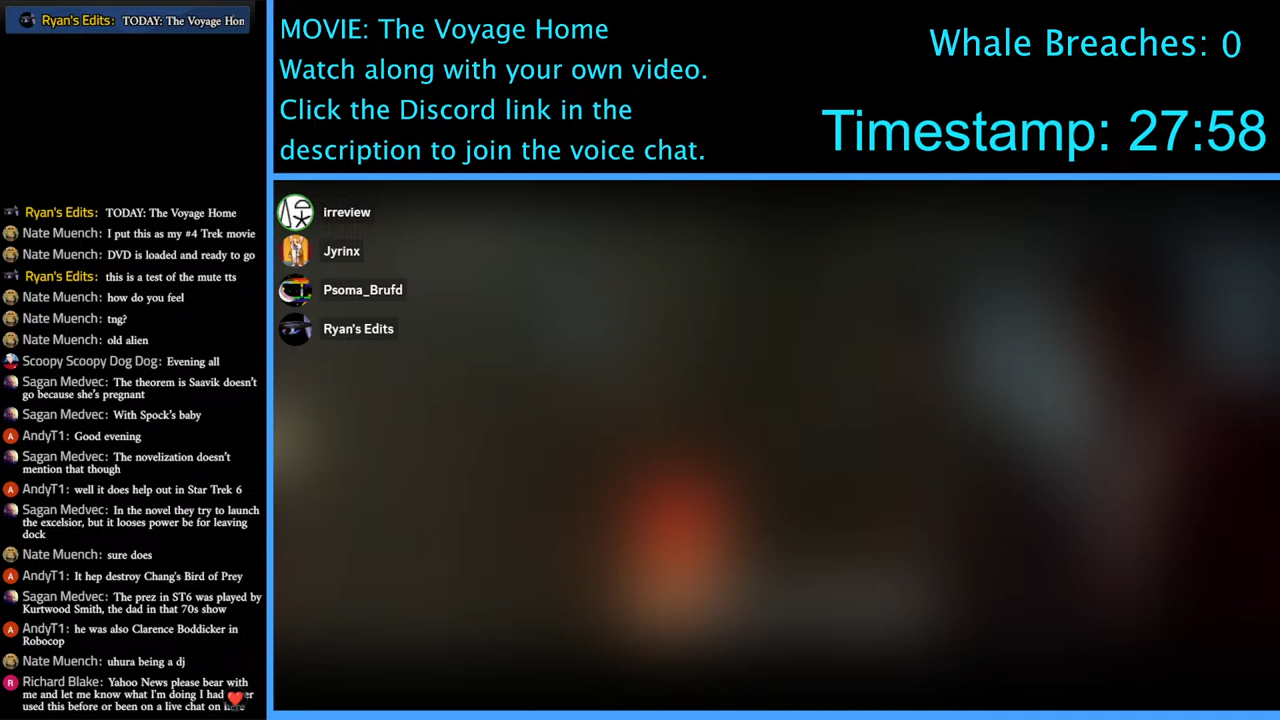 Ryan's Edits: TODAY: The Voyage Hon
MOVIE: The Voyage Home
Watch along with your own video.
Click the Discord link in the
description to join the voice chat.
Whale Breaches: 0
Timestamp: 27:58
irreview
Jyrinx
Psoma_Brufd
Ryan's Edits
Ryan's Edits: TODAY: The Voyage Home
Nate Muench: I put this as my #4 Trek movie
Nate Muench: DVD is loaded and ready to go
Ryan's Edits: this is a test of the mute tts
Nate Muench: how do you feel
Nate Muench: tng?
Nate Muench: old alien
Scoopy Scoopy Dog Dog: Evening all
Sagan Medvec: The theorem is Saavik doesn't
go because she's pregnant
Sagan Medvec: With Spock's baby
AndyT1: Good evening
Sagan Medvec: The novelization doesn't
mention that though
AndyT1: well it does help out in Star Trek 6
Sagan Medvec: In the novel they try to launch
the excelsior, but it looses power be for leaving
dock
Nate Muench: sure does
AndyT1: It hep destroy Chang's Bird of Prey
Sagan Medvec: The prez in ST6 was played by
Kurtwood Smith, the dad in that 70s show
AndyT1: he was also Clarence Boddicker in
Robocop
Nate Muench: uhura being a dj
Richard Blake: Yahoo News please bear with
me and let me know what I'm doing I had
used this before or been on a live chat on